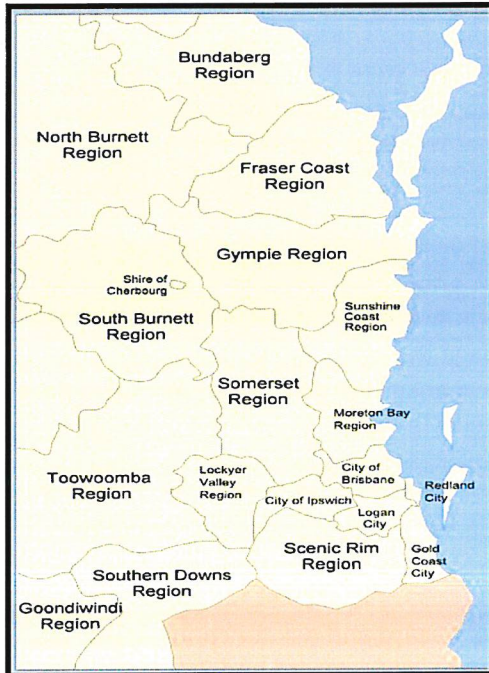 Bundaberg
Region
North Burnett
Region
Fraser Coast
Region
Gympie Region
Shire of
Cherbourg
South Burnett
Region
Sunshine
Coast
Region
Somerset
Region
Moreton Bay
Region
Toowoomba
Region
Lockyer
Valley
Region
City of
Brisbane
Redland
City
City of Ipswich
Logan
City
Scenic Rim
Region
Gold
Coast
City
Southern Downs
Region
Goondiwindi
Region